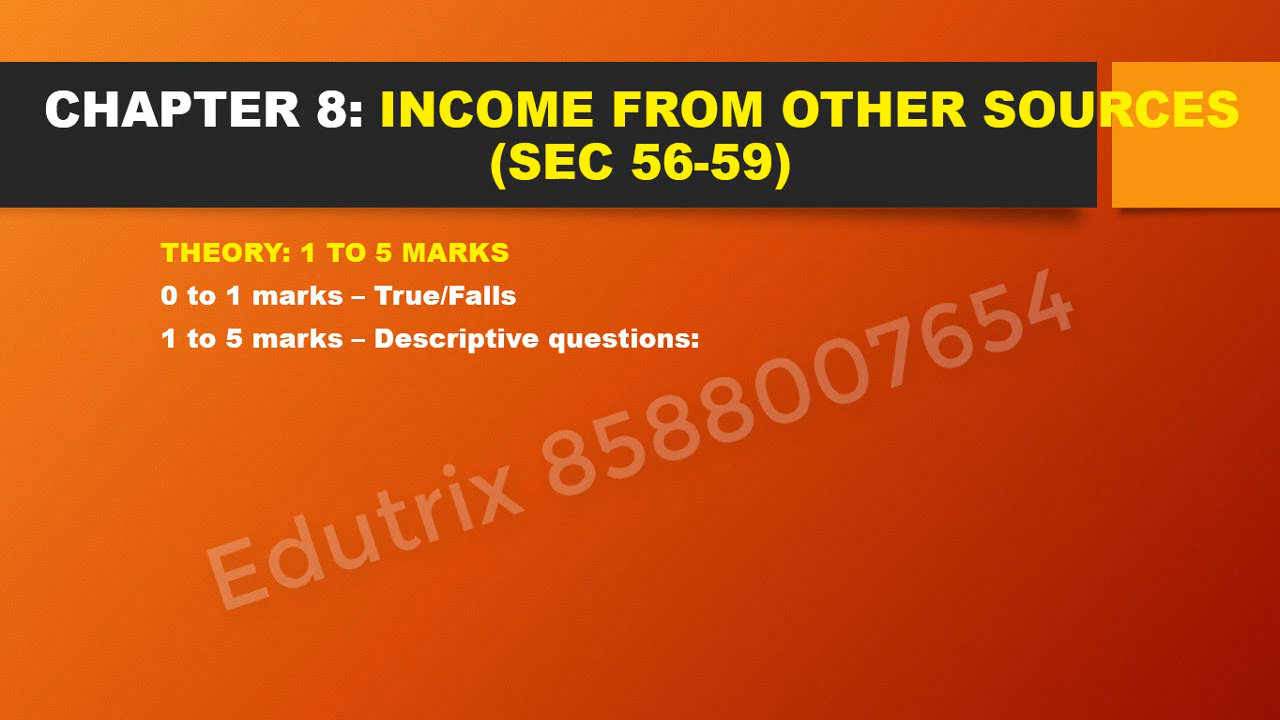 CHAPTER 8: INCOME FROM OTHER SOURCES
(SEC 56-59)
THEORY: 1 TO 5 MARKS
0 to 1 marks – True/Falls
1 to 5 marks – Descriptive questions:
Edutrix 8588007654